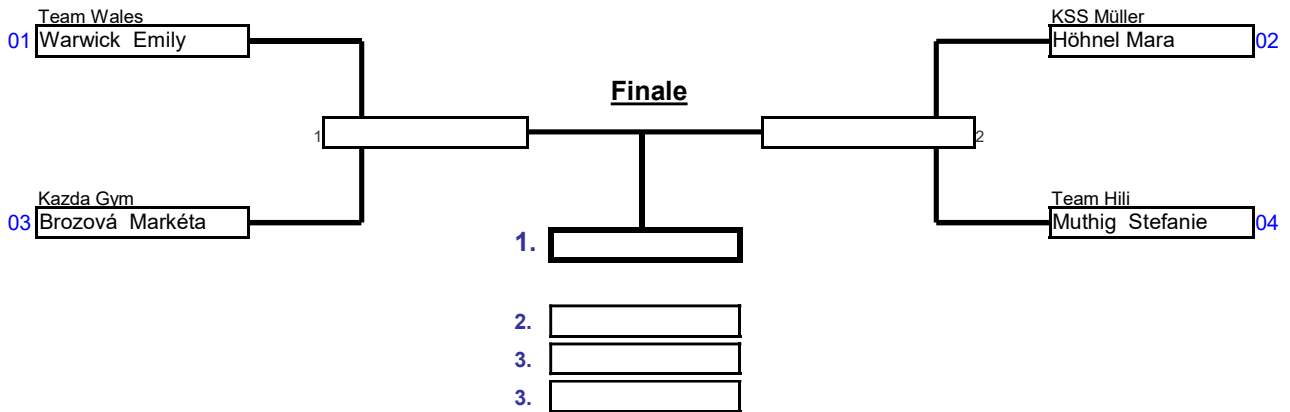 Team Wales
01 Warwick Emily
KSS Müller
Höhnel Mara 02
Finale
1
2
Kazda Gym
03 Brozová Markéta
Team Hili
Muthig Stefanie 04
1.
2.
3.
3.